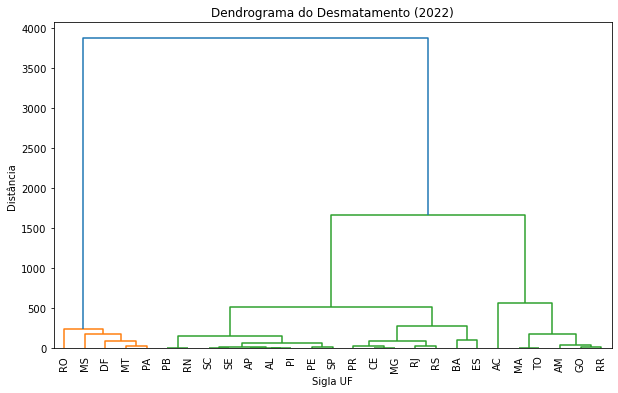 Dendrograma do Desmatamento (2022)
4000
3500
3000
2500
2000
1500
1000
500
0
Distância
RO MS DF MT PA PB RN SC SE AP AL PI PE SP PR CE MG RJ RS BA ES AC MA TO AM GO RR
Sigla UF